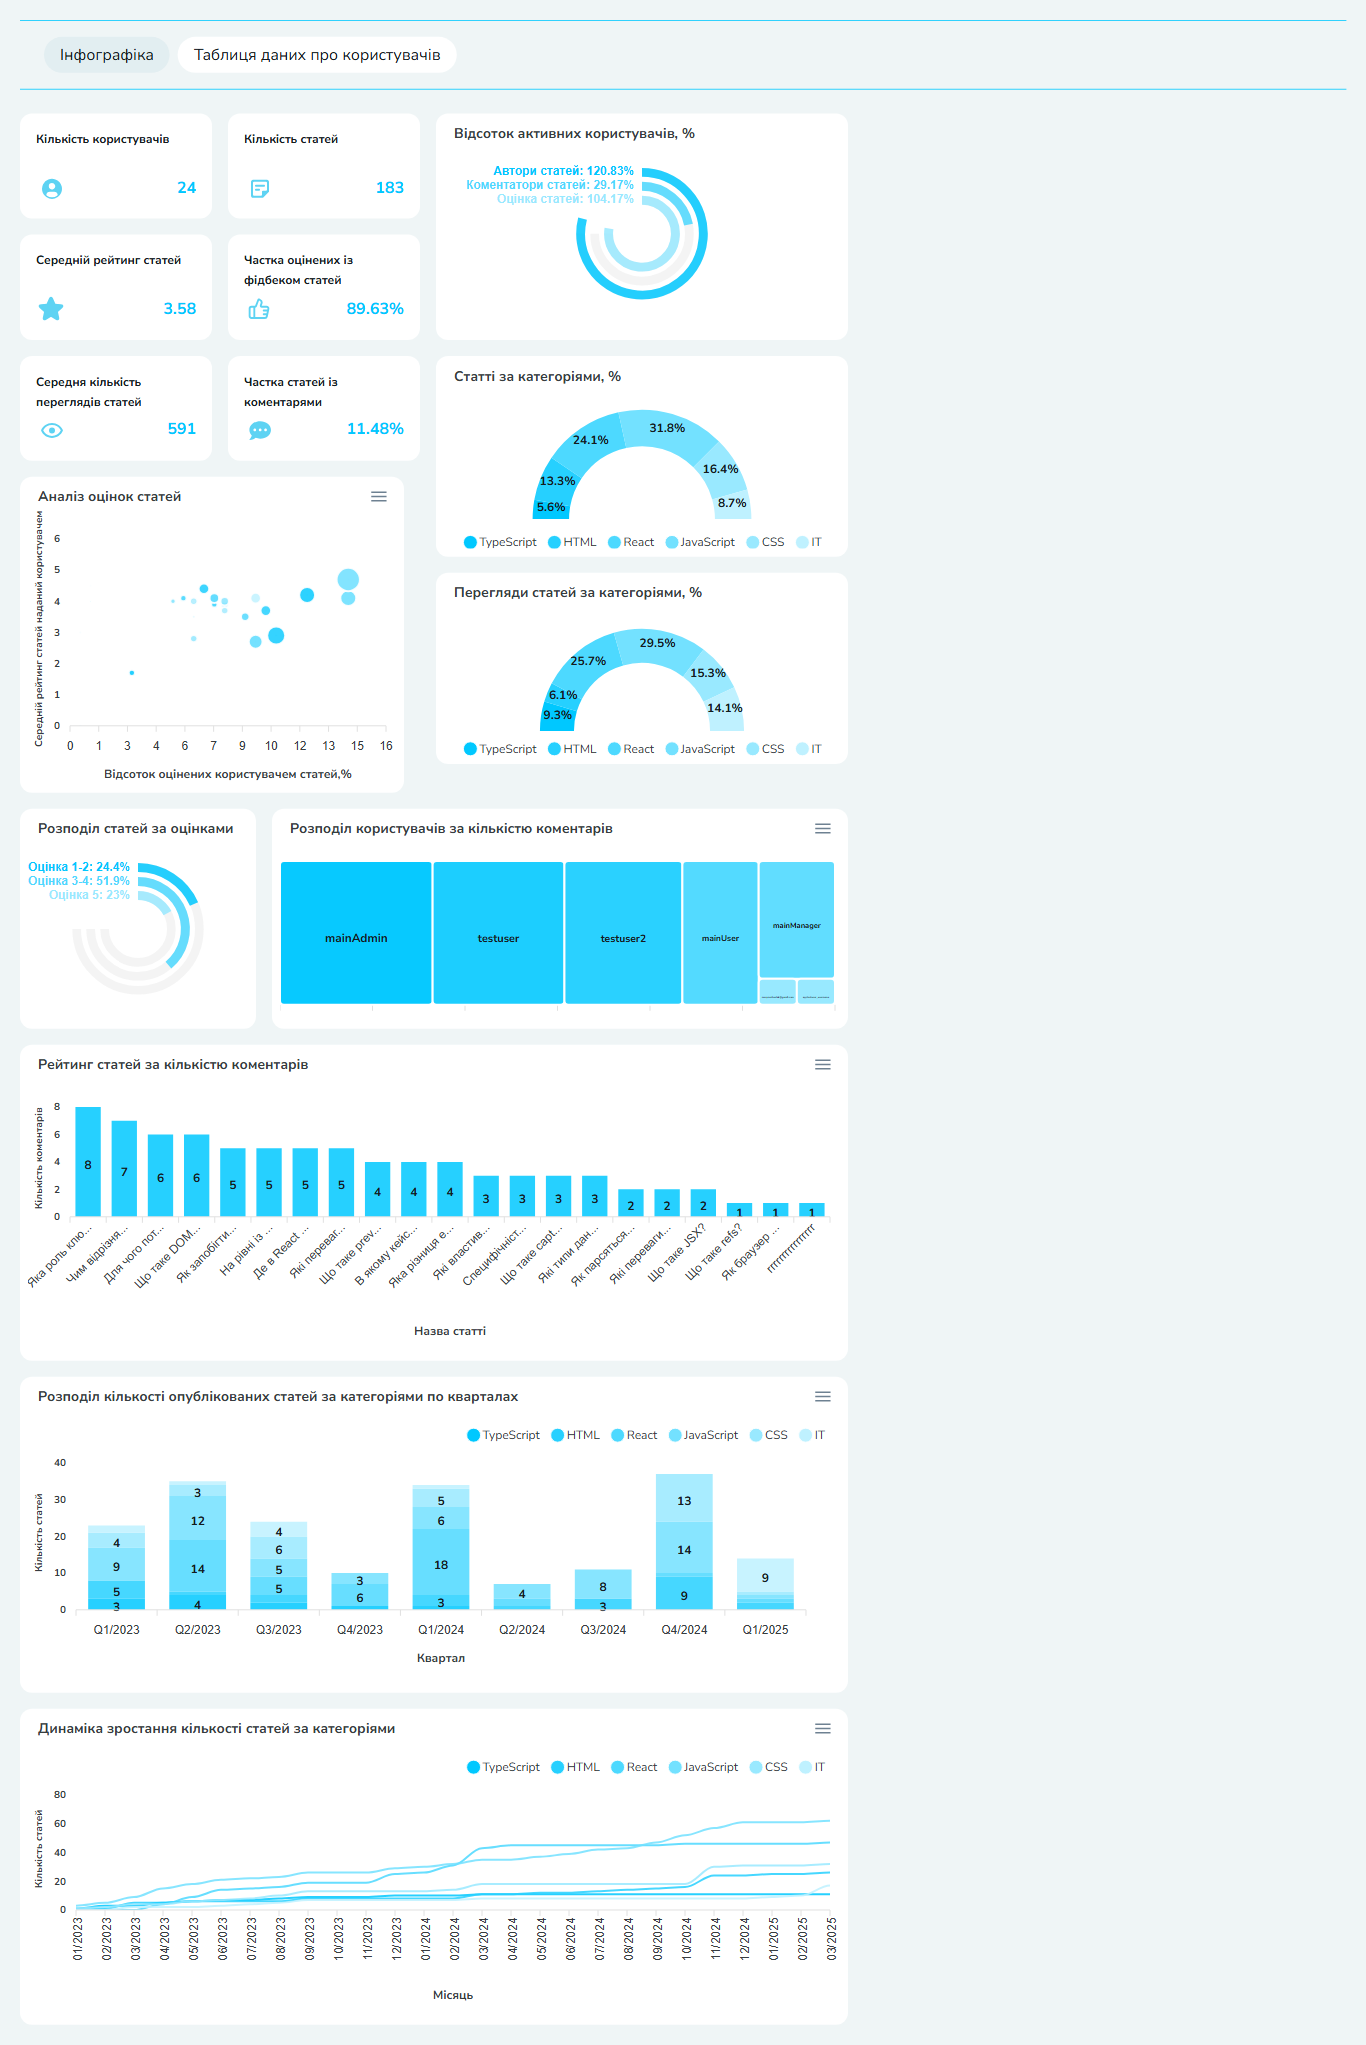 Інфографіка
Таблиця даних про користувачів
Кількість користувачів
24
Кількість статей
183
Середній рейтинг статей
3.58
Частка оцінених із
фідбеком статей
89.63%
Середня кількість
переглядів статей
591
Частка статей із
коментарями
11.48%
Відсоток активних користувачів, %
Автори статей: 120.83%
Коментатори статей: 29.17%
Оцінка статей: 104.17%
Статті за категоріями, %
5.6%
13.3%
24.1%
31.8%
16.4%
8.7%
TypeScript HTML React JavaScript CSS IT
Аналіз оцінок статей
Середній рейтинг статей наданий користувачем
6
5
4
3
2
1
0
0 1 3 4 6 7 9 10 12 13 15 16
Відсоток оцінених користувачем статей,%
Перегляди статей за категоріями, %
9.3%
6.1%
25.7%
29.5%
15.3%
14.1%
TypeScript HTML React JavaScript CSS IT
Розподіл статей за оцінками
Оцінка 1-2: 24.4%
Оцінка 3-4: 51.9%
Оцінка 5: 23%
Розподіл користувачів за кількістю коментарів
mainAdmin
testuser
testuser2
mainUser
mainManager
Рейтинг статей за кількістю коментарів
Кількість коментарів
8
6
4
2
0
8 7 6 6 5 5 5 5 4 4 4 3 3 3 3 2 2 2 1 1 1
Яка роль клю...
Чим відрізня...
Для чого пот...
Що таке DOM...
Як запобігти...
На рівні із ...
Де в React ...
Які переваг...
Що таке prev...
В якому кейс...
Яка різниця е...
Які властив...
Специфічніст...
Що таке capt...
Які типи дан...
Як парсяться...
Які переваги...
Що таке JSX?
Що таке refs?
Як браузер ...
rrrrrrrrrrrrrrr
Назва статті
Розподіл кількості опублікованих статей за категоріями по кварталах
TypeScript HTML React JavaScript CSS IT
Кількість статей
40
30
20
10
0
4 9 5 3
3 12 14 4
4 6 5 5
3 6
5 6 18 3
4
8 3
13 14 9
9
Q1/2023 Q2/2023 Q3/2023 Q4/2023 Q1/2024 Q2/2024 Q3/2024 Q4/2024 Q1/2025
Квартал
Динаміка зростання кількості статей за категоріями
TypeScript HTML React JavaScript CSS IT
Кількість статей
80
60
40
20
0
01/2023 02/2023 03/2023 04/2023 05/2023 06/2023 07/2023 08/2023 09/2023 10/2023 11/2023 12/2023 01/2024 02/2024 03/2024 04/2024 05/2024 06/2024 07/2024 08/2024 09/2024 10/2024 11/2024 12/2024 01/2025 02/2025 03/2025
Місяць